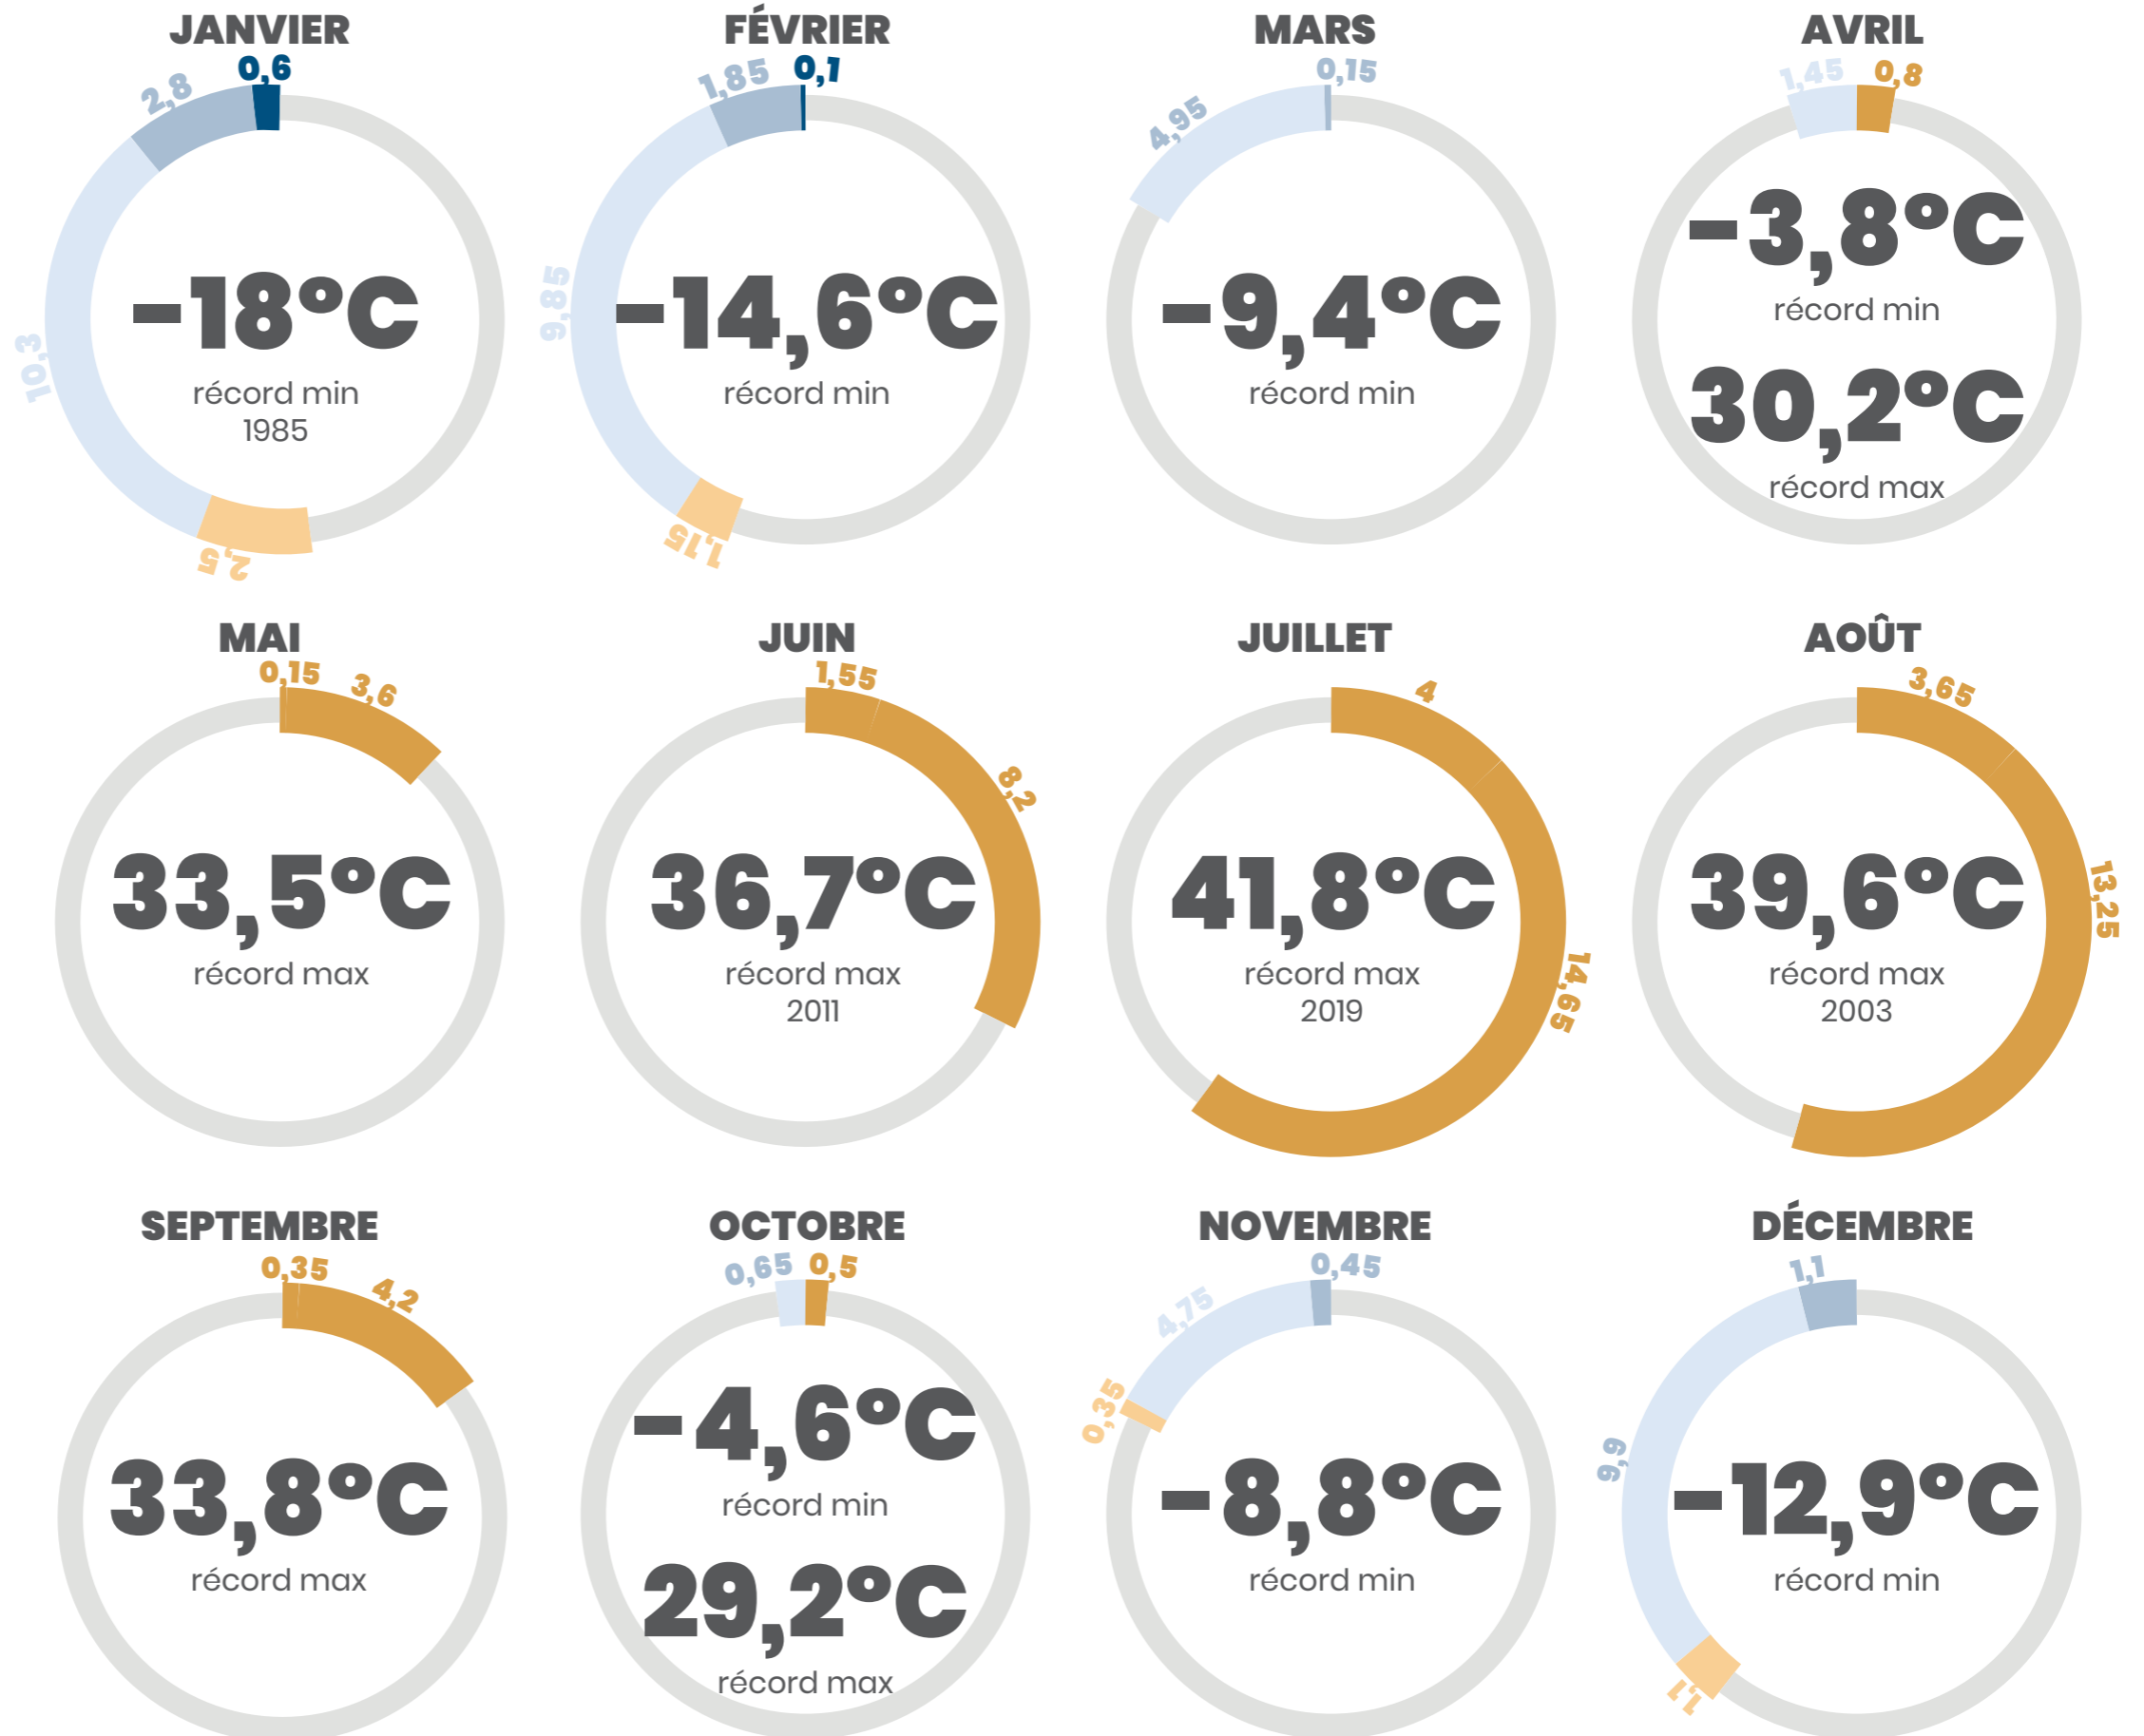 JANVIER
0,6
2,8
10,3
2,5
-18°C
récord min
1985
FÉVRIER
0,1
1,85
9,85
1,15
-14,6°C
récord min
MARS
0,15
4,95
-9,4°C
récord min
AVRIL
1,45
0,8
-3,8°C
récord min
30,2°C
récord max
MAI
0,15
3,6
33,5°C
récord max
JUIN
1,55
8,2
36,7°C
récord max
2011
JUILLET
4
14,65
41,8°C
récord max
2019
AOÛT
3,65
13,25
39,6°C
récord max
2003
SEPTEMBRE
0,35
4,2
33,8°C
récord max
OCTOBRE
0,65
0,5
-4,6°C
récord min
29,2°C
récord max
NOVEMBRE
0,45
4,75
0,35
-8,8°C
récord min
DÉCEMBRE
1,1
9,9
1,1
-12,9°C
récord min